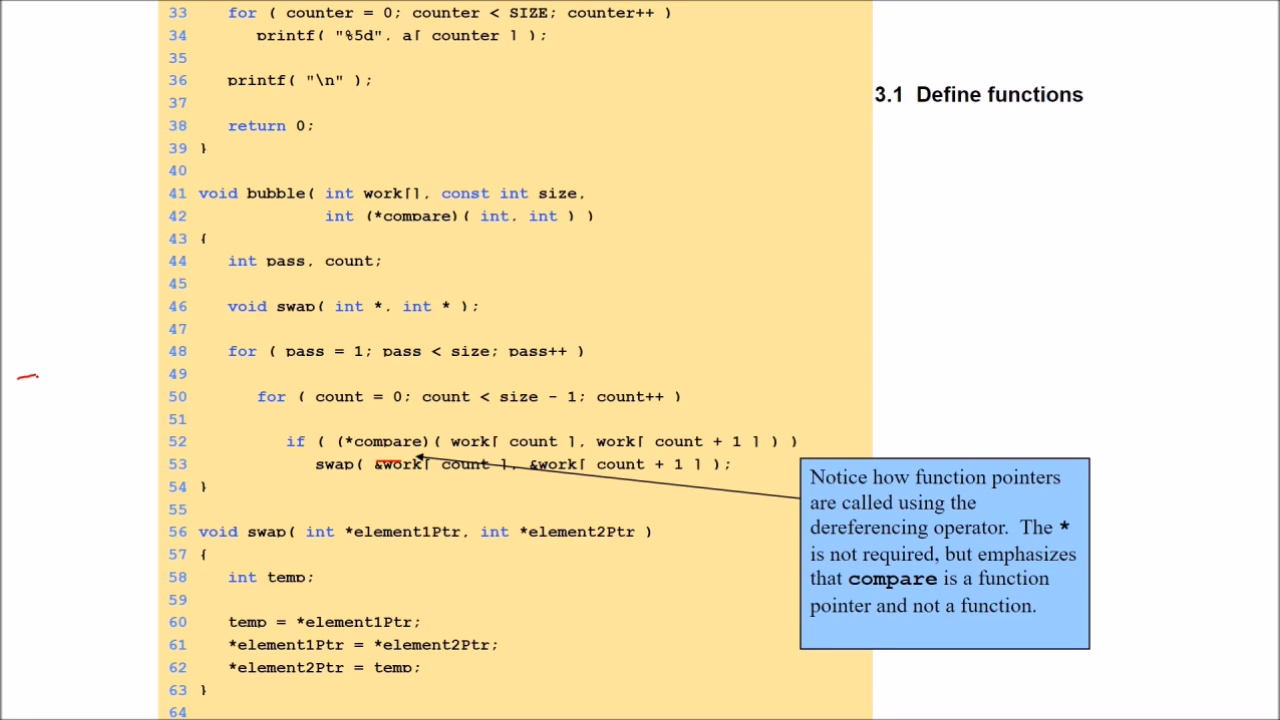 33 for ( counter = 0; counter < SIZE; counter++ )
34 printf( "%5d", a[ counter ] );
35
36 printf( "\n" );
37
38 return 0;
39 }
40
41 void bubble( int work[], const int size,
42 int (*compare)( int, int ) )
43 {
44 int pass, count;
45
46 void swap( int *, int * );
47
48 for ( pass = 1; pass < size; pass++ )
49
50 for ( count = 0; count < size - 1; count++ )
51
52 if ( (*compare)( work[ count ], work[ count + 1 ] ) )
53 swap( &work[ count ], &work[ count + 1 ] );
54 }
55
56 void swap( int *element1Ptr, int *element2Ptr )
57 {
58 int temp;
59
60 temp = *element1Ptr;
61 *element1Ptr = *element2Ptr;
62 *element2Ptr = temp;
63 }
64
3.1 Define functions
Notice how function pointers
are called using the
dereferencing operator. The *
is not required, but emphasizes
that compare is a function
pointer and not a function.